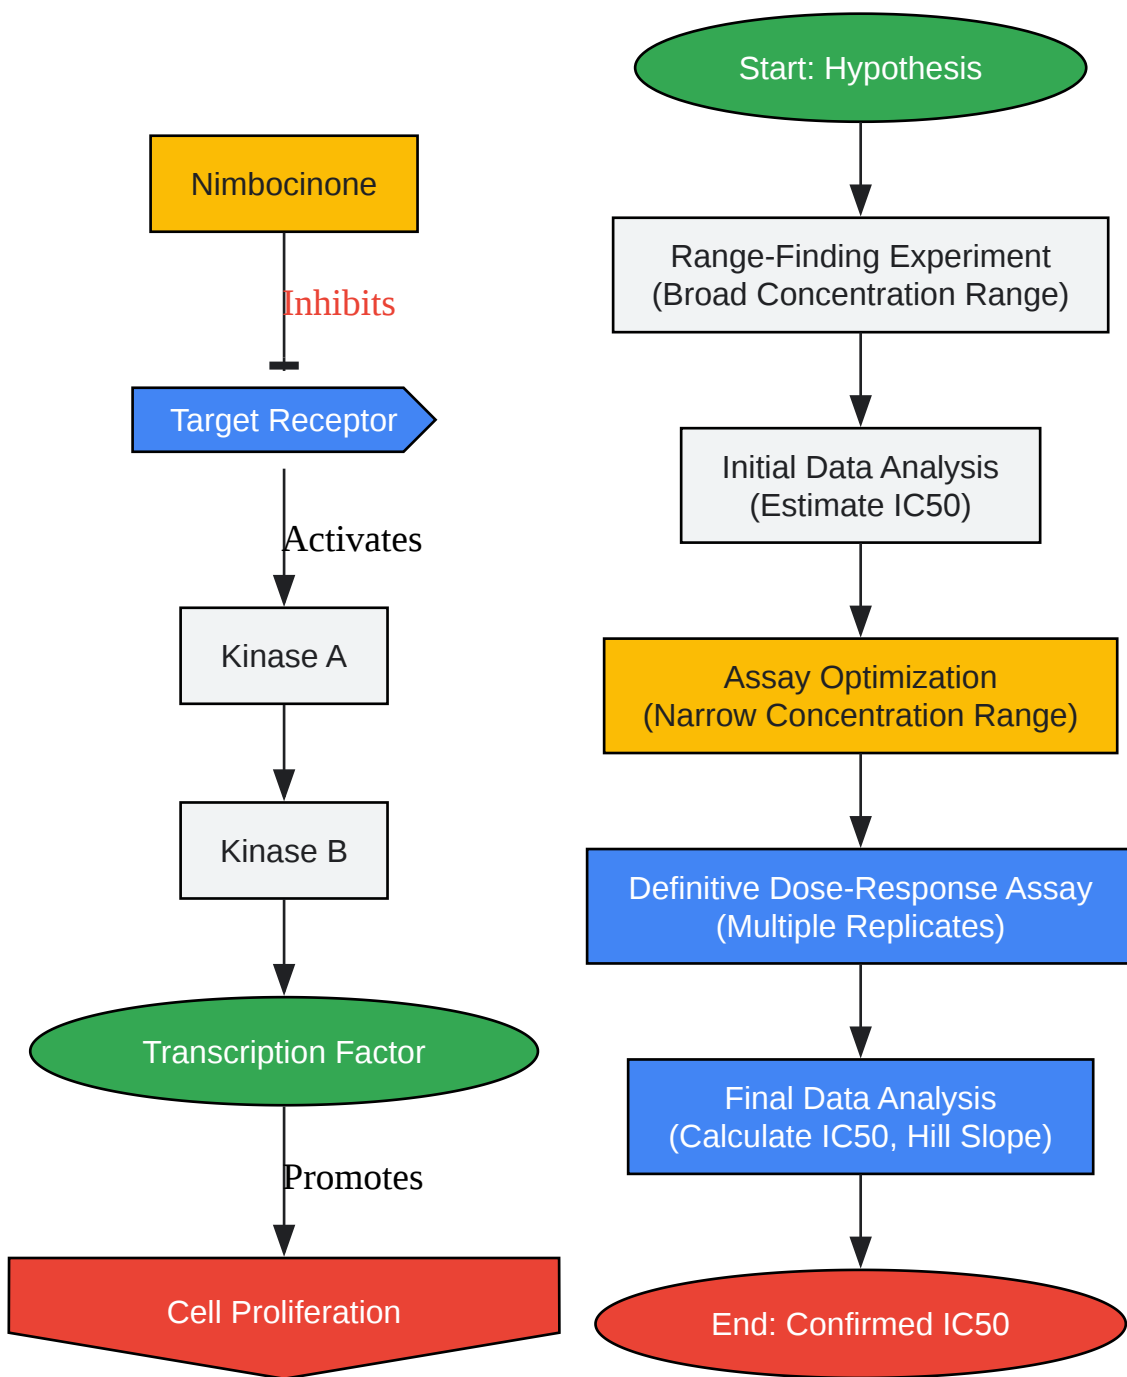 Nimbocinone
Inhibits
Target Receptor
Activates
Kinase A
Kinase B
Transcription Factor
Promotes
Cell Proliferation
Start: Hypothesis
Range-Finding Experiment
(Broad Concentration Range)
Initial Data Analysis
(Estimate IC50)
Assay Optimization
(Narrow Concentration Range)
Definitive Dose-Response Assay
(Multiple Replicates)
Final Data Analysis
(Calculate IC50, Hill Slope)
End: Confirmed IC50